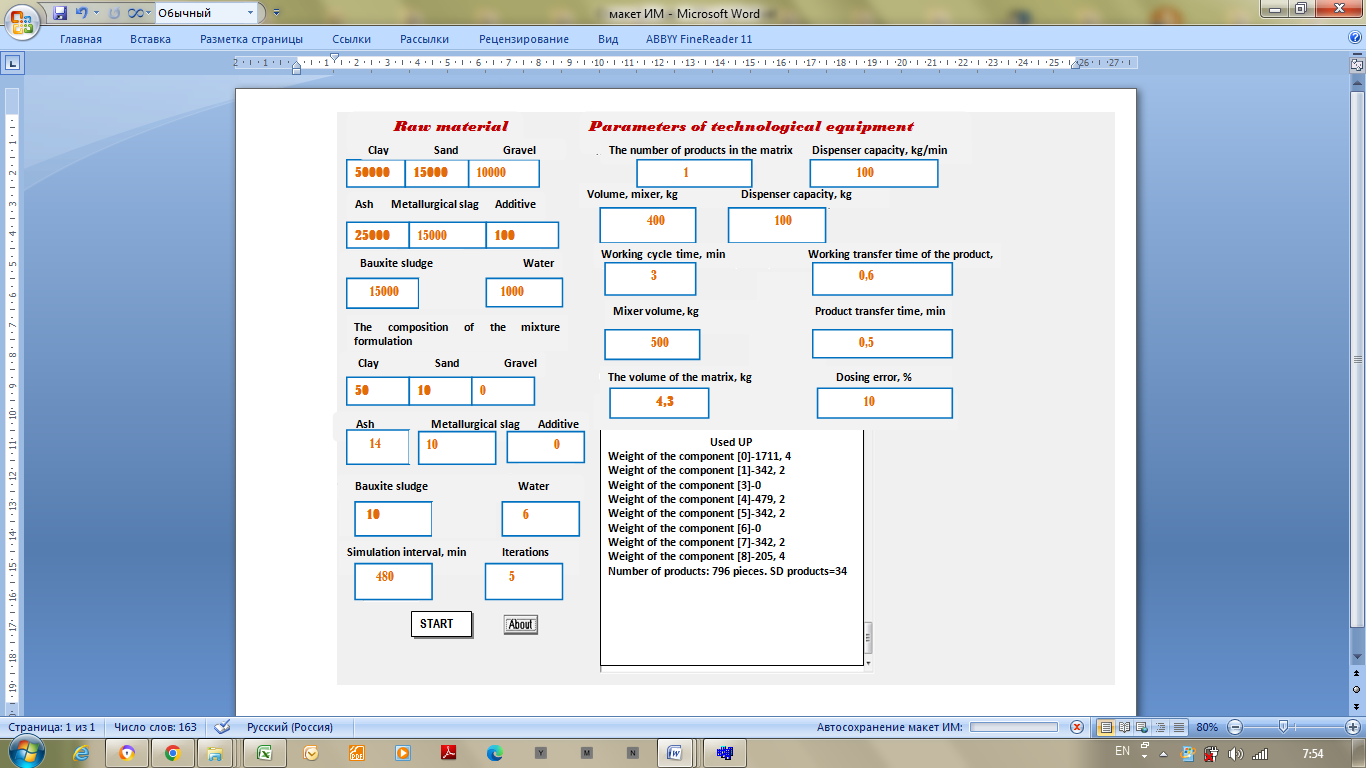 Обычный
макет ИМ - Microsoft Word
Главная Вставка Разметка страницы Ссылки Рассылки Рецензирование Вид ABBYY FineReader 11
Raw material
Clay Sand Gravel
50000 15000 10000
Ash Metallurgical slag Additive
25000 15000 100
Bauxite sludge Water
15000 1000
The composition of the mixture
formulation
Clay Sand Gravel
50 10 0
Ash Metallurgical slag Additive
14 10 0
Bauxite sludge Water
10 6
Simulation interval, min Iterations
480 5
START About
Parameters of technological equipment
The number of products in the matrix Dispenser capacity, kg/min
1 100
Volume, mixer, kg Dispenser capacity, kg
400 100
Working cycle time, min Working transfer time of the product,
3 0,6
Mixer volume, kg Product transfer time, min
500 0,5
The volume of the matrix, kg Dosing error, %
4,3 10
Used UP
Weight of the component [0]-1711, 4
Weight of the component [1]-342, 2
Weight of the component [3]-0
Weight of the component [4]-479, 2
Weight of the component [5]-342, 2
Weight of the component [6]-0
Weight of the component [7]-342, 2
Weight of the component [8]-205, 4
Number of products: 796 pieces. SD products=34
Страница: 1 из 1 Число слов: 163 Русский (Россия) Автосохранение макет ИМ: 80%
Y M N EN 7:54